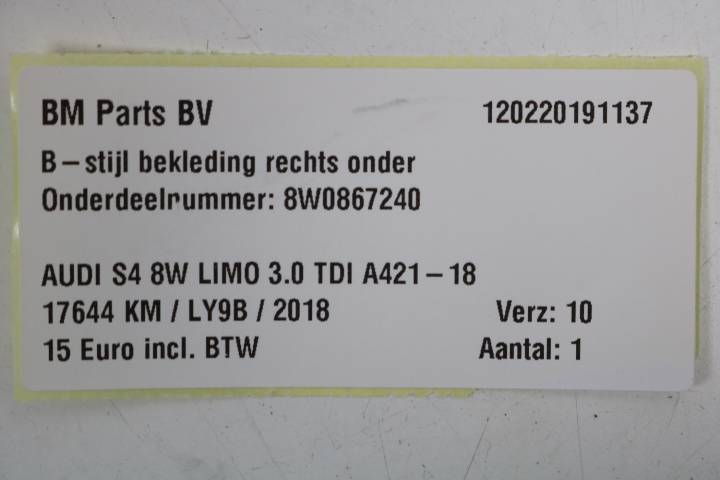 BM Parts BV 120220191137
B-stijl bekleding rechts onder
Onderdeelnummer: 8W0867240
AUDI S4 8W LIMO 3.0 TDI A421-18
17644 KM / LY9B / 2018 Verz: 10
15 Euro incl. BTW Aantal: 1